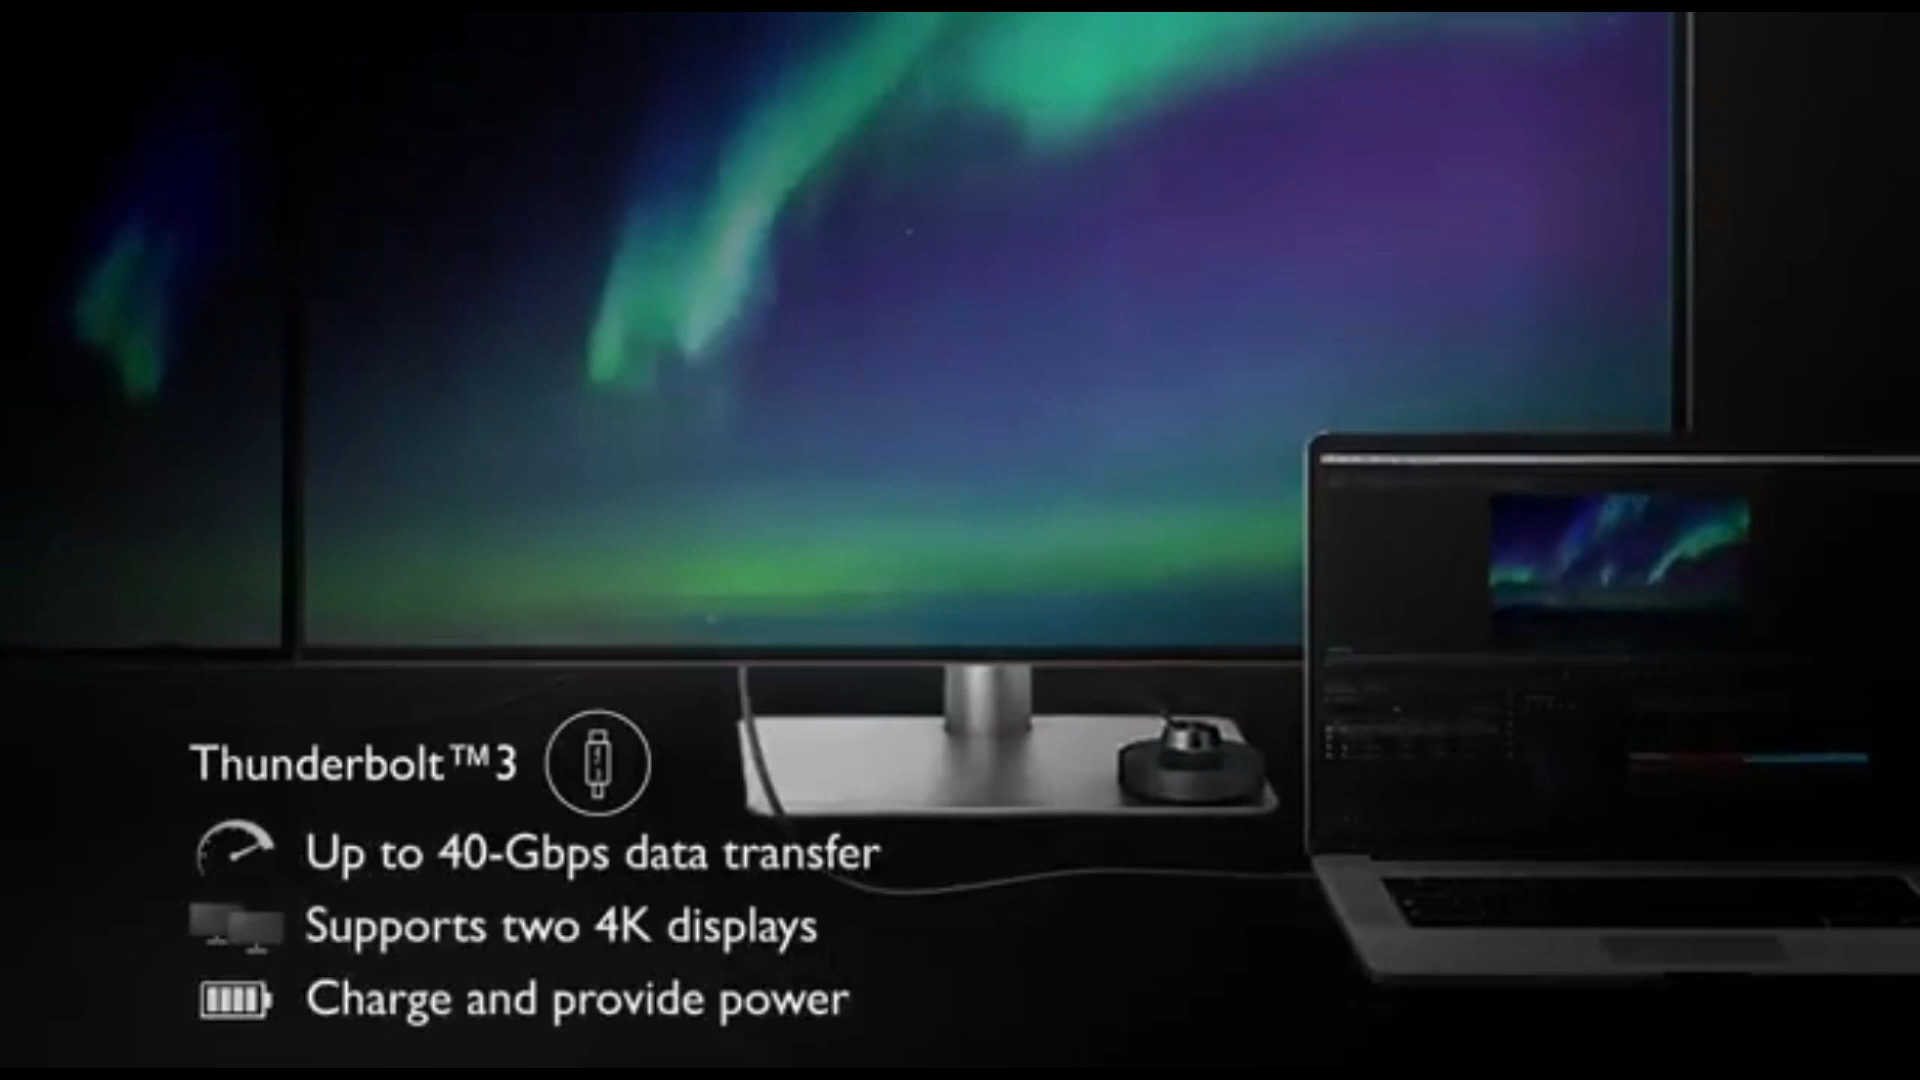 Thunderbolt™3
Up to 40-Gbps data transfer
Supports two 4K displays
Charge and provide power